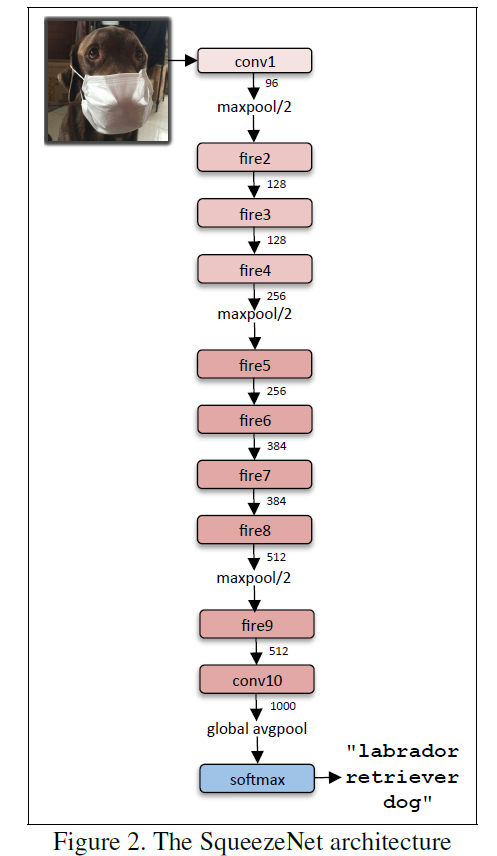 conv1
96
maxpool/2
fire2
128
fire3
128
fire4
256
maxpool/2
fire5
256
fire6
384
fire7
384
fire8
512
maxpool/2
fire9
512
conv10
1000
global avgpool
softmax
"labrador
retriever
dog"
Figure 2. The SqueezeNet architecture